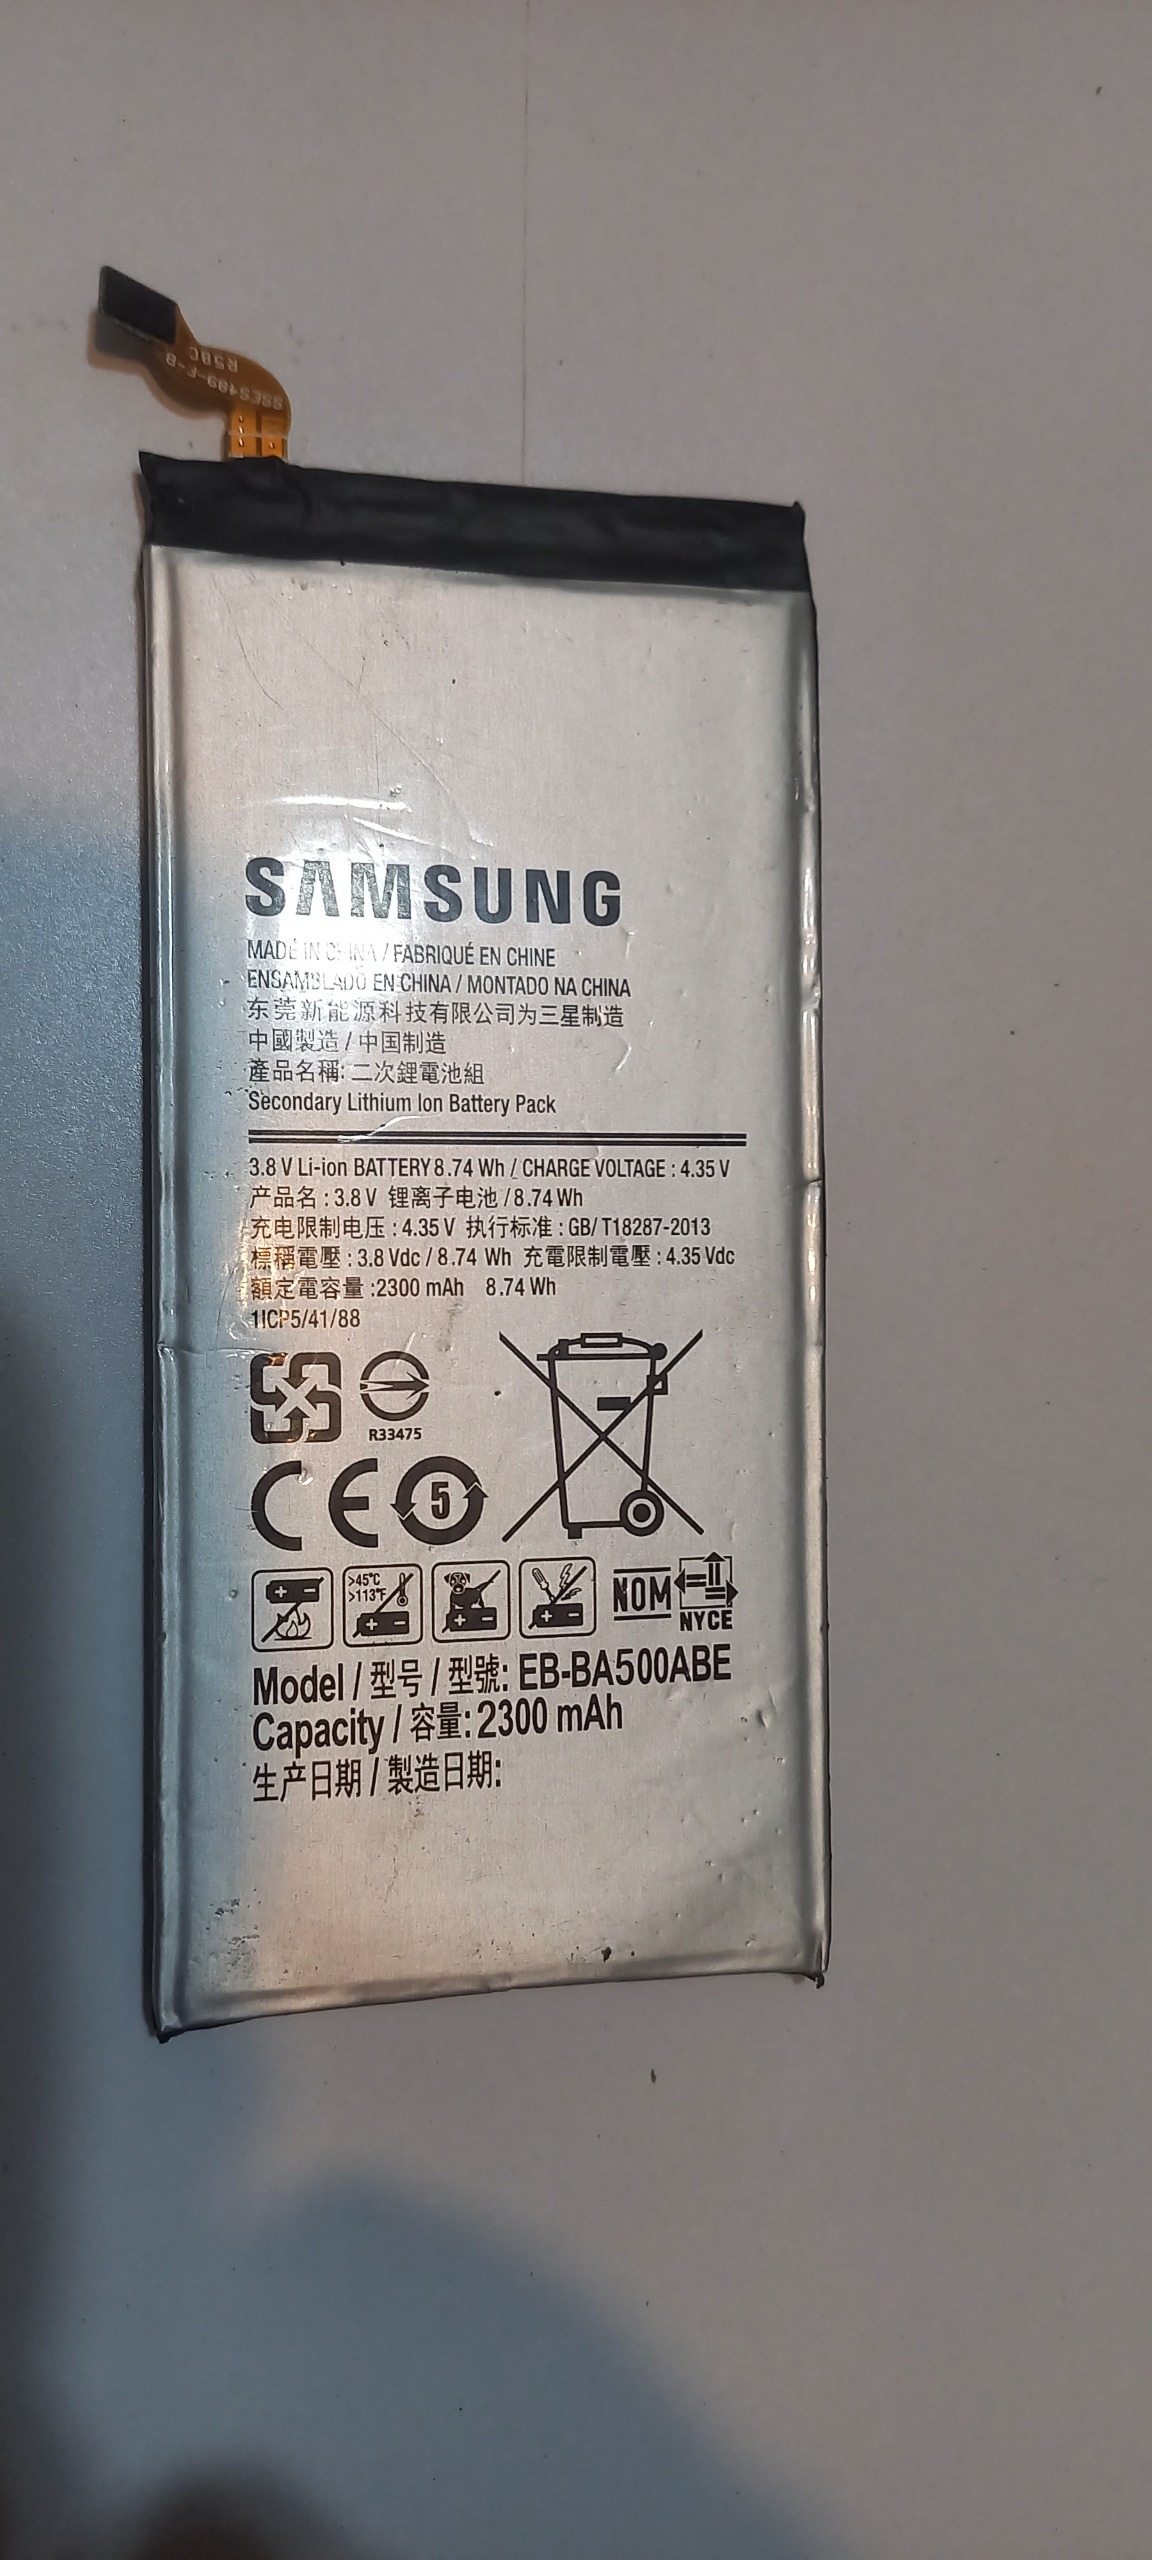 R50C
SSE5489-F-B
SAMSUNG
MADE IN CHINA / FABRIQUÉ EN CHINE
ENSAMBLADO EN CHINA / MONTADO NA CHINA
东莞新能源科技有限公司为三星制造
中國製造 / 中国制造
產品名稱: 二次鋰電池組
Secondary Lithium Ion Battery Pack
3.8 V Li-ion BATTERY 8.74 Wh / CHARGE VOLTAGE : 4.35 V
产品名 : 3.8 V 锂离子电池 / 8.74 Wh
充电限制电压 : 4.35 V 执行标准 : GB/ T18287-2013
標稱電壓 : 3.8 Vdc / 8.74 Wh 充電限制電壓 : 4.35 Vdc
額定電容量 :2300 mAh 8.74 Wh
1ICP5/41/88
R33475
CE 5
>45°C
>113°F
NOM
NYCE
Model / 型号 / 型號: EB-BA500ABE
Capacity / 容量: 2300 mAh
生产日期 / 製造日期: